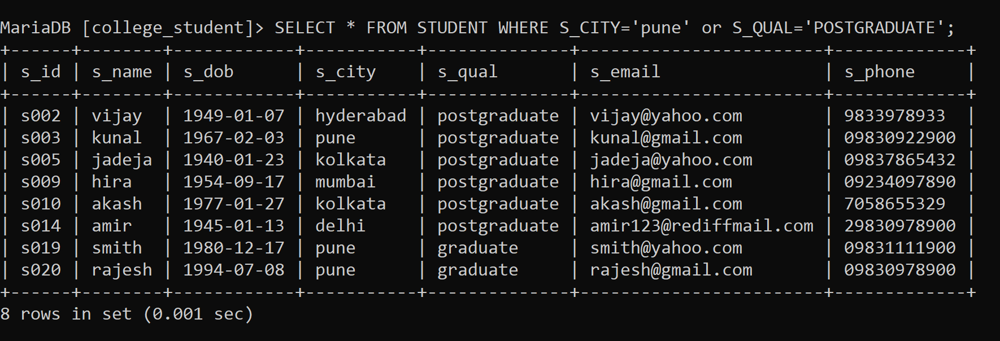 MariaDB [college_student]> SELECT * FROM STUDENT WHERE S_CITY='pune' or S_QUAL='POSTGRADUATE';
+------+--------+------------+-----------+--------------+------------------------+-------------+
| s_id | s_name | s_dob      | s_city    | s_qual       | s_email                | s_phone     |
+------+--------+------------+-----------+--------------+------------------------+-------------+
| s002 | vijay  | 1949-01-07 | hyderabad | postgraduate | vijay@yahoo.com        | 9833978933  |
| s003 | kunal  | 1967-02-03 | pune      | postgraduate | kunal@gmail.com        | 09830922900 |
| s005 | jadeja | 1940-01-23 | kolkata   | postgraduate | jadeja@yahoo.com       | 09837865432 |
| s009 | hira   | 1954-09-17 | mumbai    | postgraduate | hira@gmail.com         | 09234097890 |
| s010 | akash  | 1977-01-27 | kolkata   | postgraduate | akash@gmail.com        | 7058655329  |
| s014 | amir   | 1945-01-13 | delhi     | postgraduate | amir123@rediffmail.com | 29830978900 |
| s019 | smith  | 1980-12-17 | pune      | graduate     | smith@yahoo.com        | 09831111900 |
| s020 | rajesh | 1994-07-08 | pune      | graduate     | rajesh@gmail.com       | 09830978900 |
+------+--------+------------+-----------+--------------+------------------------+-------------+
8 rows in set (0.001 sec)